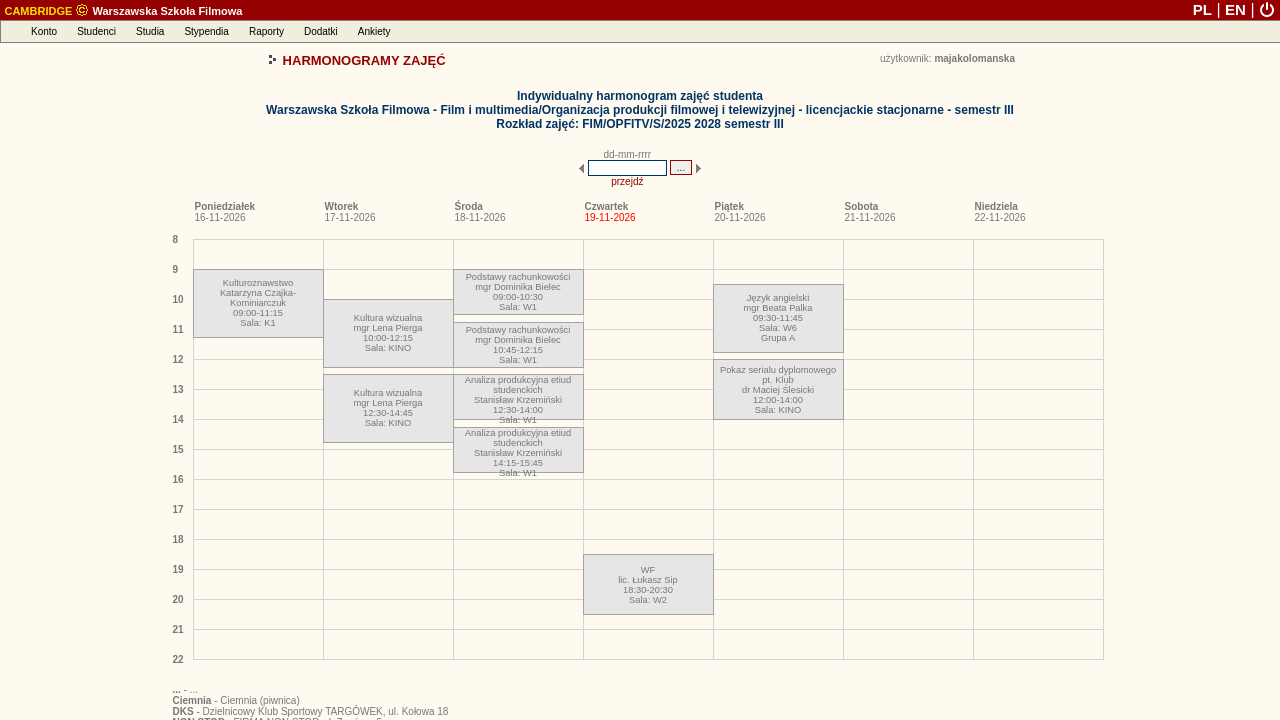 CAMBRIDGE Warszawska Szkoła Filmowa
PL | EN |
Konto Studenci Studia Stypendia Raporty Dodatki Ankiety
HARMONOGRAMY ZAJĘĆ
użytkownik: majakolomanska
Indywidualny harmonogram zajęć studenta
Warszawska Szkoła Filmowa - Film i multimedia/Organizacja produkcji filmowej i telewizyjnej - licencjackie stacjonarne - semestr III
Rozkład zajęć: FIM/OPFITV/S/2025 2028 semestr III
dd-mm-rrrr
...
przejdź
Poniedziałek
16-11-2026
Wtorek
17-11-2026
Środa
18-11-2026
Czwartek
19-11-2026
Piątek
20-11-2026
Sobota
21-11-2026
Niedziela
22-11-2026
8
9
10
11
12
13
14
15
16
17
18
19
20
21
22
Kulturoznawstwo
Katarzyna Czajka-
Kominiarczuk
09:00-11:15
Sala: K1
Kultura wizualna
mgr Lena Pierga
10:00-12:15
Sala: KINO
Kultura wizualna
mgr Lena Pierga
12:30-14:45
Sala: KINO
Podstawy rachunkowości
mgr Dominika Bielec
09:00-10:30
Sala: W1
Podstawy rachunkowości
mgr Dominika Bielec
10:45-12:15
Sala: W1
Analiza produkcyjna etiud
studenckich
Stanisław Krzemiński
12:30-14:00
Sala: W1
Analiza produkcyjna etiud
studenckich
Stanisław Krzemiński
14:15-15:45
Sala: W1
WF
lic. Łukasz Sip
18:30-20:30
Sala: W2
Język angielski
mgr Beata Pałka
09:30-11:45
Sala: W6
Grupa A
Pokaz serialu dyplomowego
pt. Klub
dr Maciej Ślesicki
12:00-14:00
Sala: KINO
... - ...
Ciemnia - Ciemnia (piwnica)
DKS - Dzielnicowy Klub Sportowy TARGÓWEK, ul. Kołowa 18